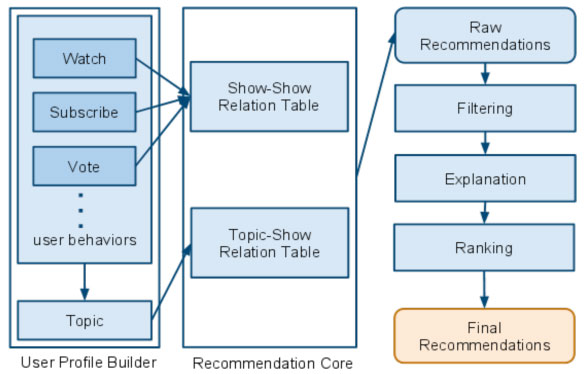 Watch
Subscribe
Vote
user behaviors
Topic
User Profile Builder
Show-Show
Relation Table
Topic-Show
Relation Table
Recommendation Core
Raw
Recommendations
Filtering
Explanation
Ranking
Final
Recommendations